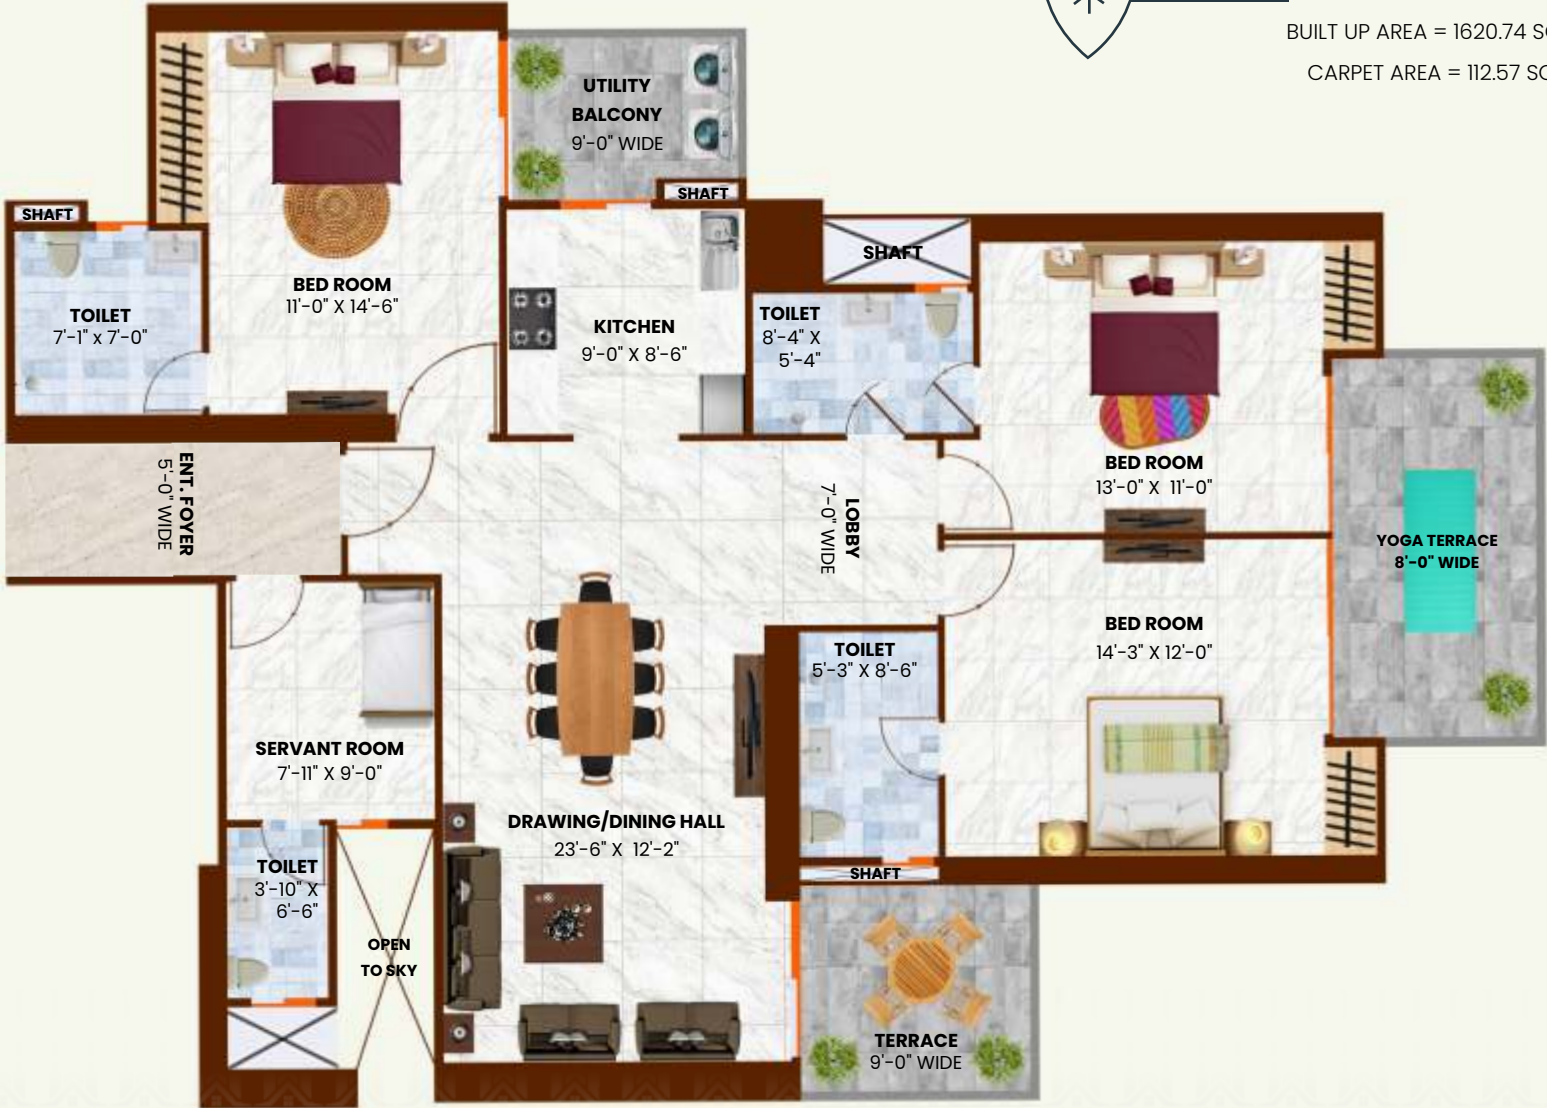 BUILT UP AREA = 1620.74
CARPET AREA = 112.57
UTILITY
BALCONY
9'-0" WIDE
SHAFT
SHAFT
BED ROOM
11'-0" X 14'-6"
TOILET
7'-1" x 7'-0"
KITCHEN
9'-0" X 8'-6"
SHAFT
TOILET
8'-4" X
5'-4"
BED ROOM
13'-0" X 11'-0"
ENT. FOYER
5'-0" WIDE
LOBBY
7'-0" WIDE
YOGA TERRACE
8'-0" WIDE
BED ROOM
14'-3" X 12'-0"
TOILET
5'-3" X 8'-6"
SERVANT ROOM
7'-11" X 9'-0"
DRAWING/DINING HALL
23'-6" X 12'-2"
TOILET
3'-10" X
6'-6"
SHAFT
OPEN
TO SKY
TERRACE
9'-0" WIDE